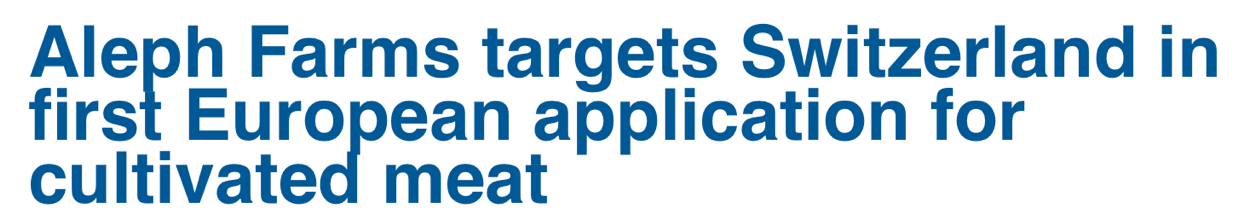 Aleph Farms targets Switzerland in
first European application for
cultivated meat